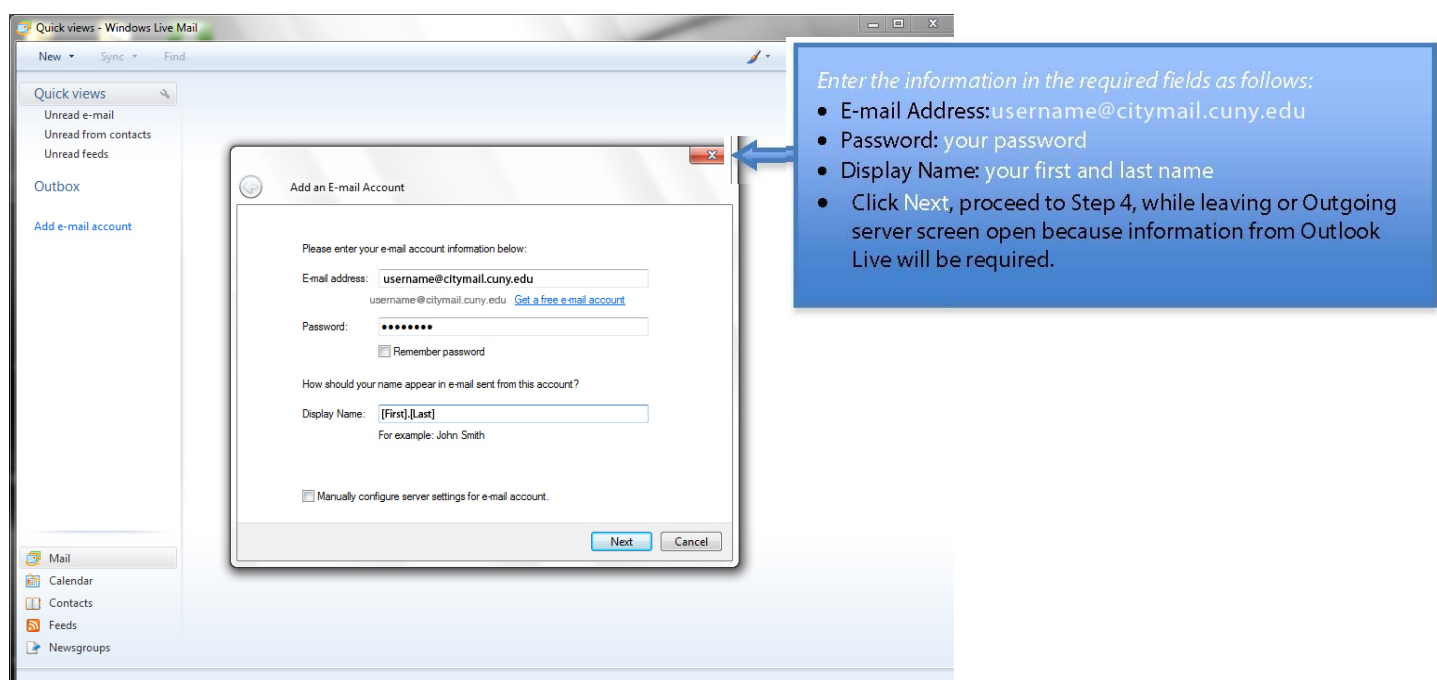 Quick views - Windows Live Mail
New Sync Find
Quick views
Unread e-mail
Unread from contacts
Unread feeds
Outbox
Add e-mail account
Add an E-mail Account
Please enter your e-mail account information below:
E-mail address: username@citymail.cuny.edu
username@citymail.cuny.edu Get a free e-mail account
Password: ●●●●●●●●
Remember password
How should your name appear in e-mail sent from this account?
Display Name: [First].[Last]
For example: John Smith
Manually configure server settings for e-mail account.
Next Cancel
Mail
Calendar
Contacts
Feeds
Newsgroups
Enter the information in the required fields as follows:
• E-mail Address:username@citymail.cuny.edu
• Password: your password
• Display Name: your first and last name
• Click Next, proceed to Step 4, while leaving or Outgoing
server screen open because information from Outlook
Live will be required.